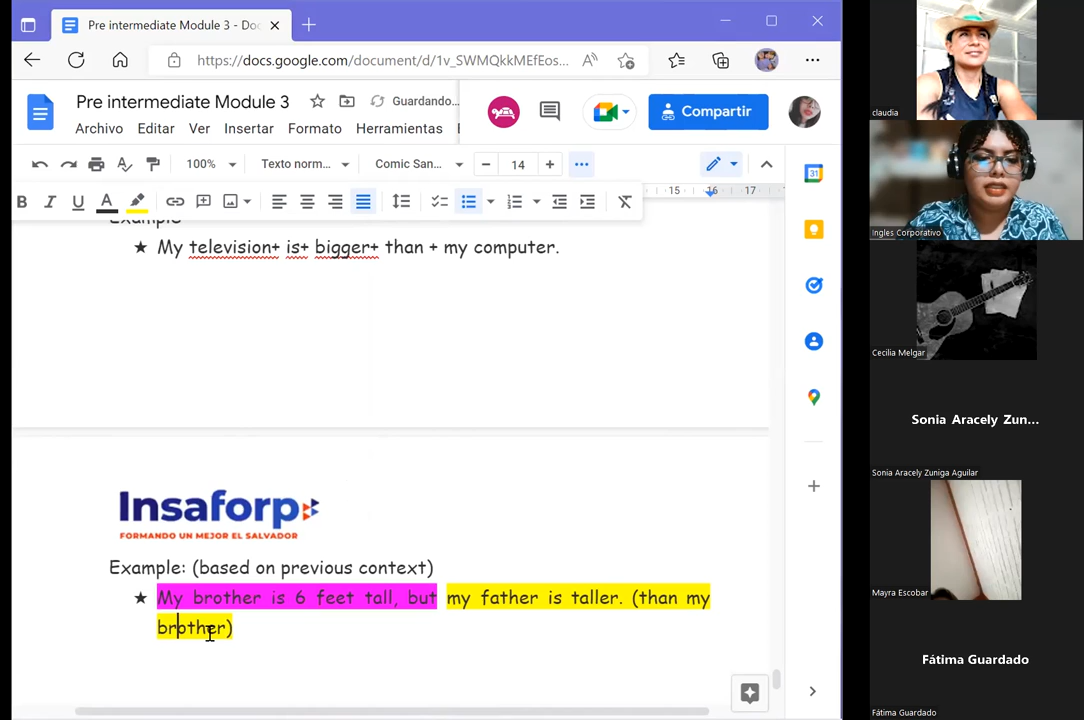 Pre intermediate Module 3 - Doc
https://docs.google.com/document/d/1v_SWMQkkMEfEos...
Pre intermediate Module 3
Guardando...
Archivo Editar Ver Insertar Formato Herramientas
Compartir
100% Texto norm... Comic San... 14
15 16 17
Example
★ My television+ is+ bigger+ than + my computer.
Insaforp
FORMANDO UN MEJOR EL SALVADOR
Example: (based on previous context)
★ My brother is 6 feet tall, but my father is taller. (than my
brother)
claudia
Ingles Corporativo
Cecilia Melgar
Sonia Aracely Zun...
Sonia Aracely Zuniga Aguilar
Mayra Escobar
Fátima Guardado
Fátima Guardado